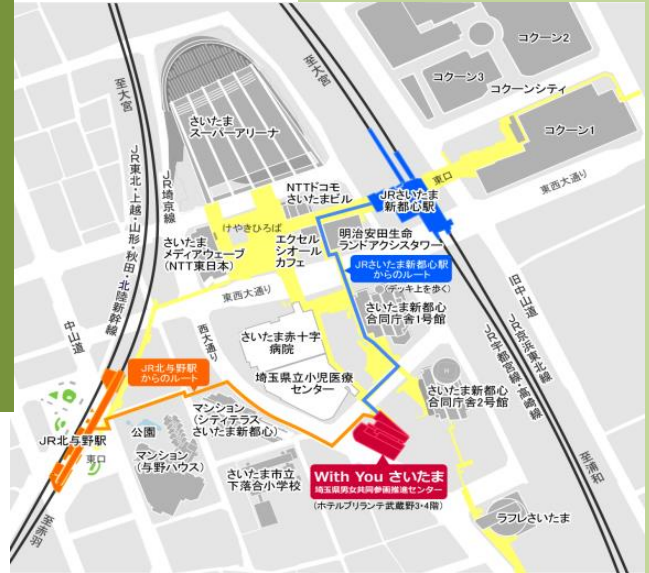 コクーン2
コクーン3
コクーンシティ
コクーン1
至大宮
至大宮
さいたま
スーパーアリーナ
JR東北・上越・山形・秋田・北陸新幹線
JR埼京線
NTTドコモ
さいたまビル
JRさいたま
新都心駅
東口
東西大通り
けやきひろば
さいたま
メディアウェーブ
(NTT東日本)
エクセル
シオール
カフェ
明治安田生命
ランドアクシスタワー
JRさいたま新都心駅
からのルート
(デッキ上を歩く)
東西大通り
さいたま新都心
合同庁舎1号館
旧中山道
JR京浜東北線
JR宇都宮線・高崎線
中山道
西大通り
さいたま赤十字
病院
埼玉県立小児医療
センター
JR北与野駅
からのルート
さいたま新都心
合同庁舎2号館
マンション
(シティテラス
さいたま新都心)
公園
JR北与野駅
東口
マンション
(与野ハウス)
さいたま市立
下落合小学校
With You さいたま
埼玉県男女共同参画推進センター
(ホテルブリランテ武蔵野3・4階)
至浦和
ラフレさいたま
至赤羽